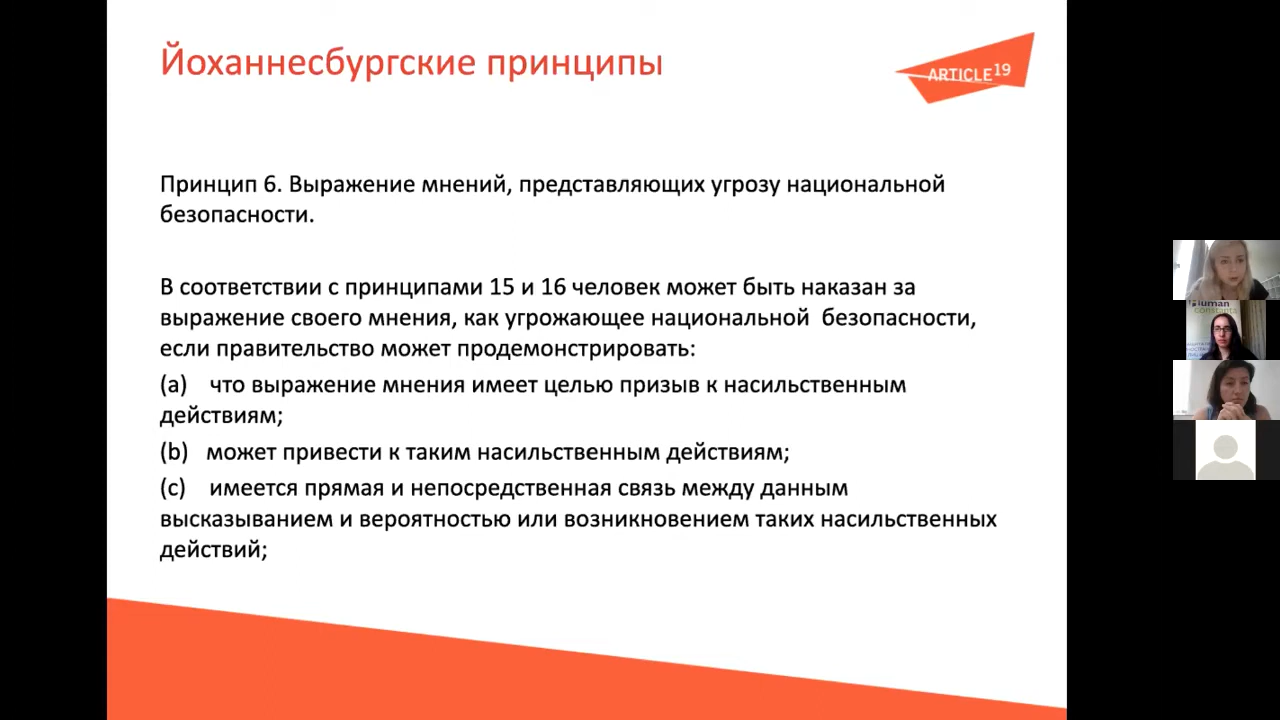 Йоханнесбургские принципы
ARTICLE 19
Принцип 6. Выражение мнений, представляющих угрозу национальной
безопасности.
В соответствии с принципами 15 и 16 человек может быть наказан за
выражение своего мнения, как угрожающее национальной безопасности,
если правительство может продемонстрировать:
(a) что выражение мнения имеет целью призыв к насильственным
действиям;
(b) может привести к таким насильственным действиям;
(c) имеется прямая и непосредственная связь между данным
высказыванием и вероятностью или возникновением таких насильственных
действий;